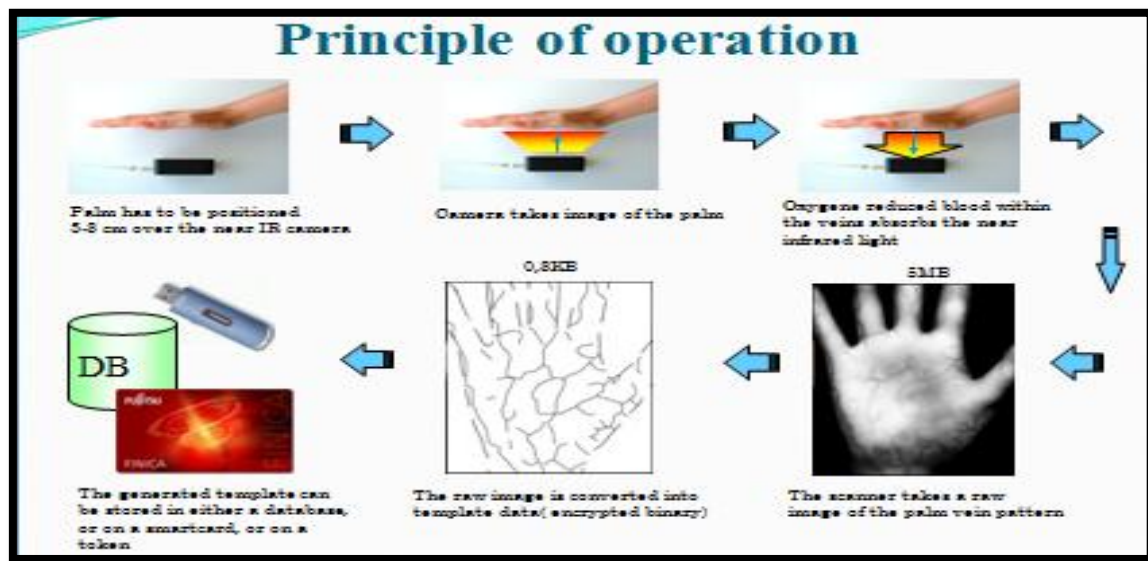 Principle of operation
Palm has to be positioned
5-8 cm over the near IR camera
Camera takes image of the palm
Oxygene reduced blood within
the veins absorbs the near
infrared light
5MB
The scanner takes a raw
image of the palm vein pattern
0,8KB
The raw image is converted into
template data( encrypted binary)
DB
FUJITSU
FINICA
The generated template can
be stored in either a database,
or on a smartcard, or on a
token